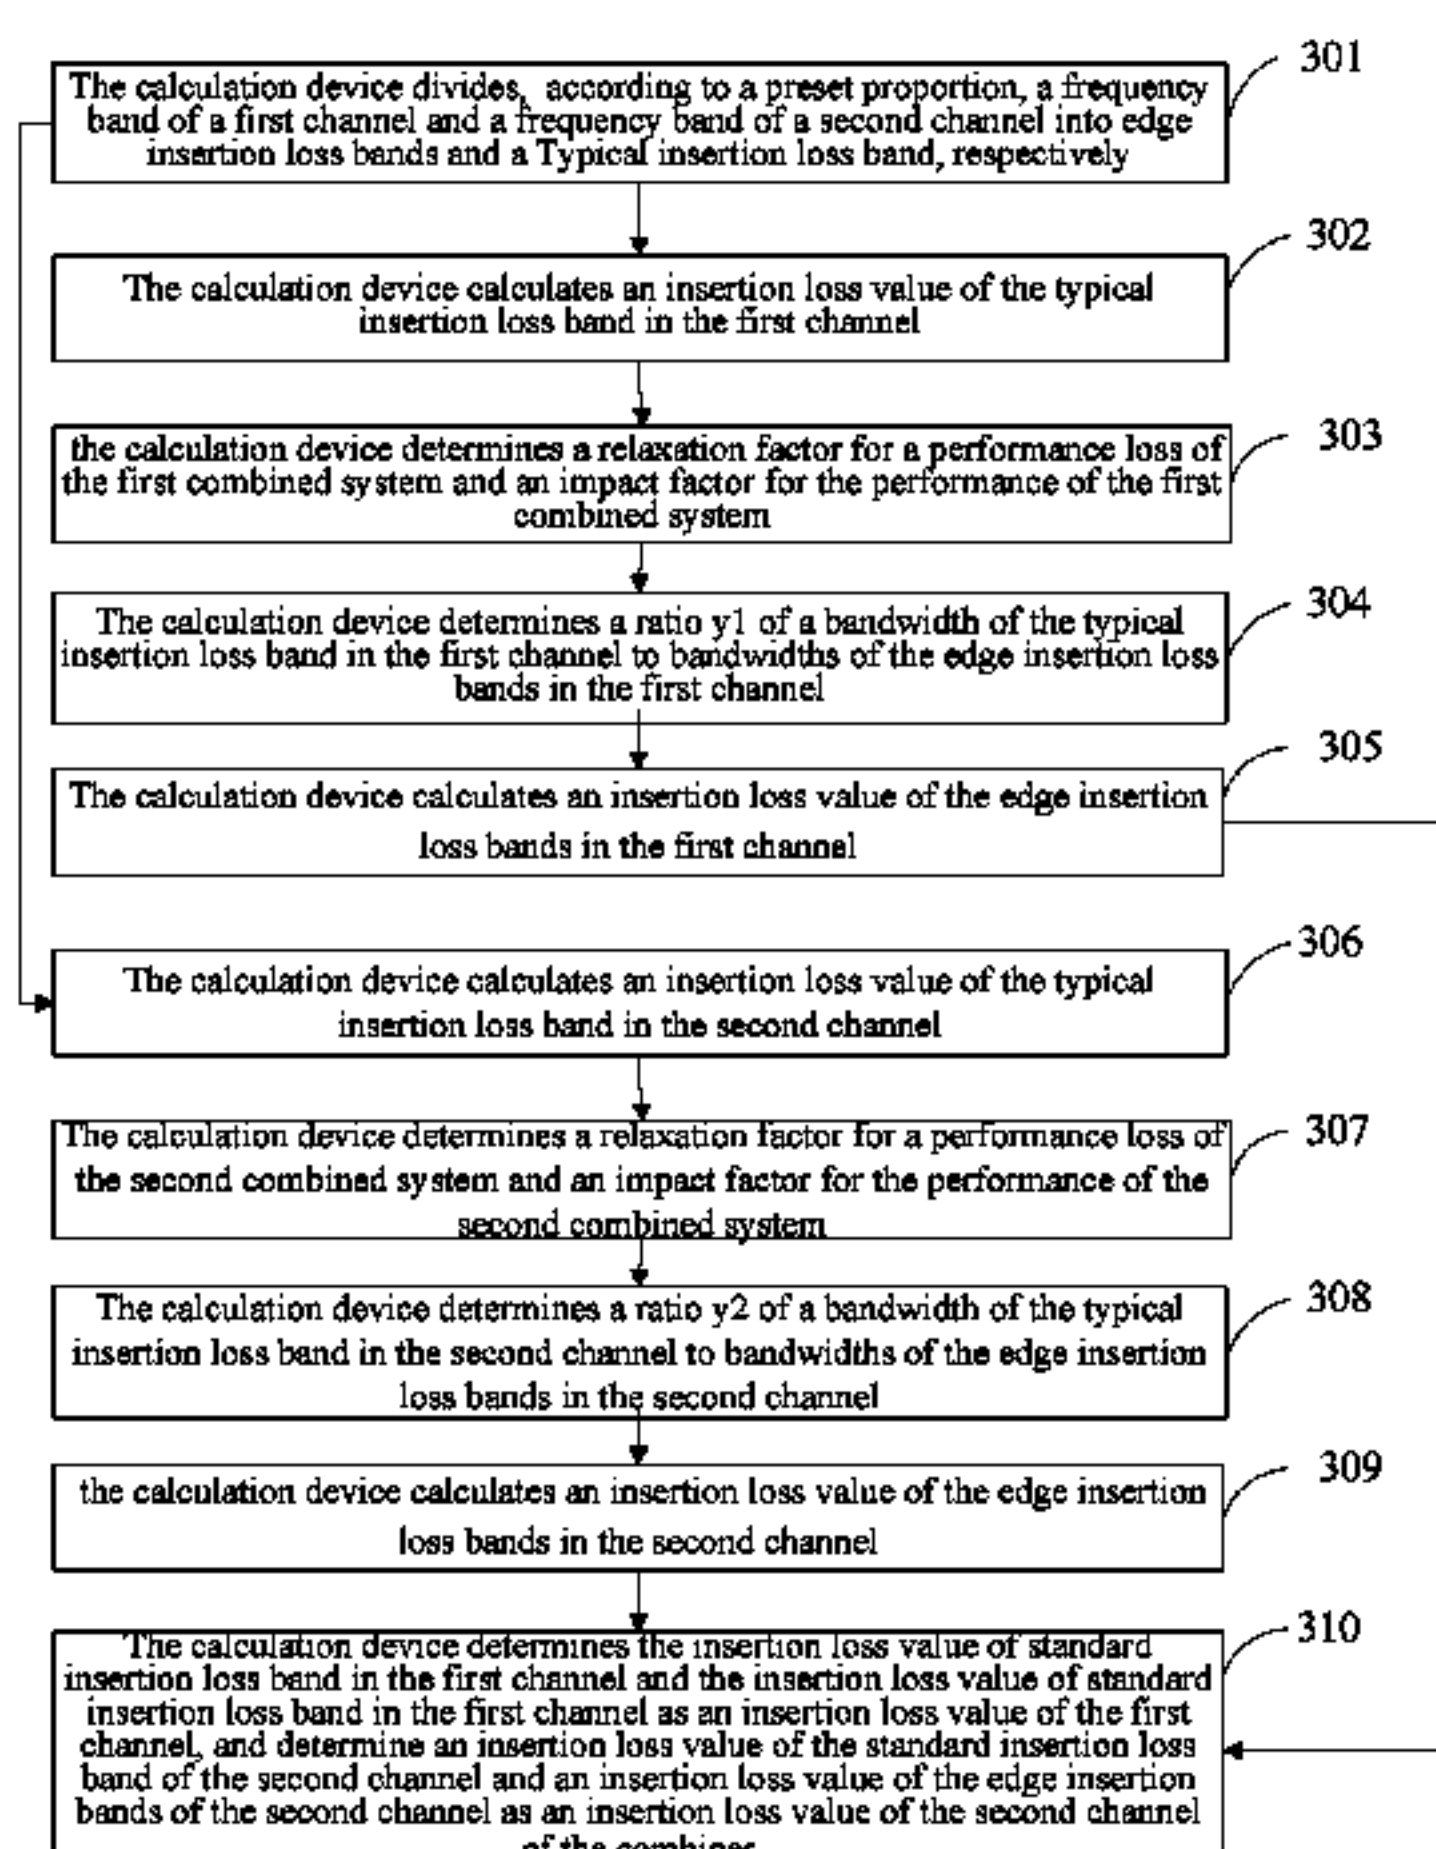 301
The calculation device divides, according to a preset proportion, a frequency
band of a first channel and a frequency band of a second channel into edge
insertion loss bands and a Typical insertion loss band, respectively
302
The calculation device calculates an insertion loss value of the typical
insertion loss band in the first channel
303
the calculation device determines a relaxation factor for a performance loss of
the first combined system and an impact factor for the performance of the first
combined system
304
The calculation device determines a ratio y1 of a bandwidth of the typical
insertion loss band in the first channel to bandwidths of the edge insertion loss
bands in the first channel
305
The calculation device calculates an insertion loss value of the edge insertion
loss bands in the first channel
306
The calculation device calculates an insertion loss value of the typical
insertion loss band in the second channel
307
The calculation device determines a relaxation factor for a performance loss of
the second combined system and an impact factor for the performance of the
second combined system
308
The calculation device determines a ratio y2 of a bandwidth of the typical
insertion loss band in the second channel to bandwidths of the edge insertion
loss bands in the second channel
309
the calculation device calculates an insertion loss value of the edge insertion
loss bands in the second channel
310
The calculation device determines the insertion loss value of standard
insertion loss band in the first channel and the insertion loss value of standard
insertion loss band in the first channel as an insertion loss value of the first
channel, and determine an insertion loss value of the standard insertion loss
band of the second channel and an insertion loss value of the edge insertion
bands of the second channel as an insertion loss value of the second channel
of the combiner